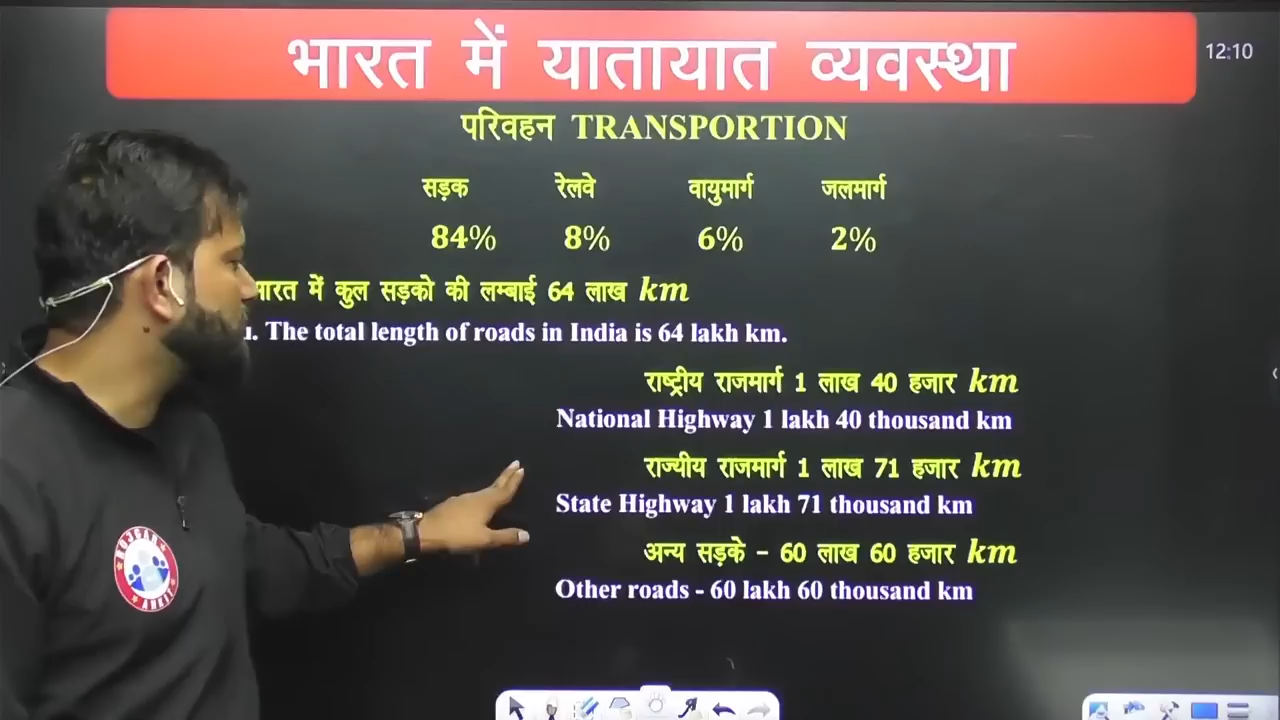 भारत में यातायात व्यवस्था
12:10
परिवहन TRANSPORTION
सड़क रेलवे वायुमार्ग जलमार्ग
84% 8% 6% 2%
में कुल सड़को की लम्बाई 64 लाख km
The total length of roads in India is 64 lakh km.
राष्ट्रीय राजमार्ग 1 लाख 40 हजार km
National Highway 1 lakh 40 thousand km
राज्यीय राजमार्ग 1 लाख 71 हजार km
State Highway 1 lakh 71 thousand km
अन्य सड़के - 60 लाख 60 हजार km
Other roads - 60 lakh 60 thousand km
ROJGAR
ANKIT